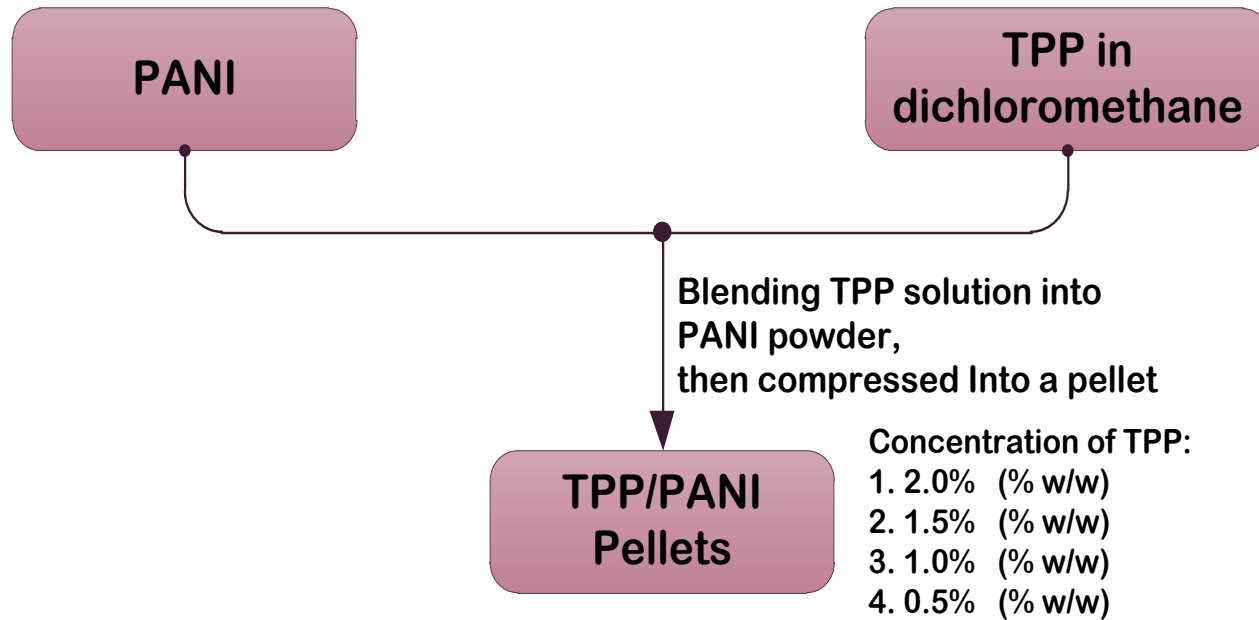 PANI
TPP in
dichloromethane
Blending TPP solution into
PANI powder,
then compressed Into a pellet
TPP/PANI
Pellets
Concentration of TPP:
1. 2.0% (% w/w)
2. 1.5% (% w/w)
3. 1.0% (% w/w)
4. 0.5% (% w/w)